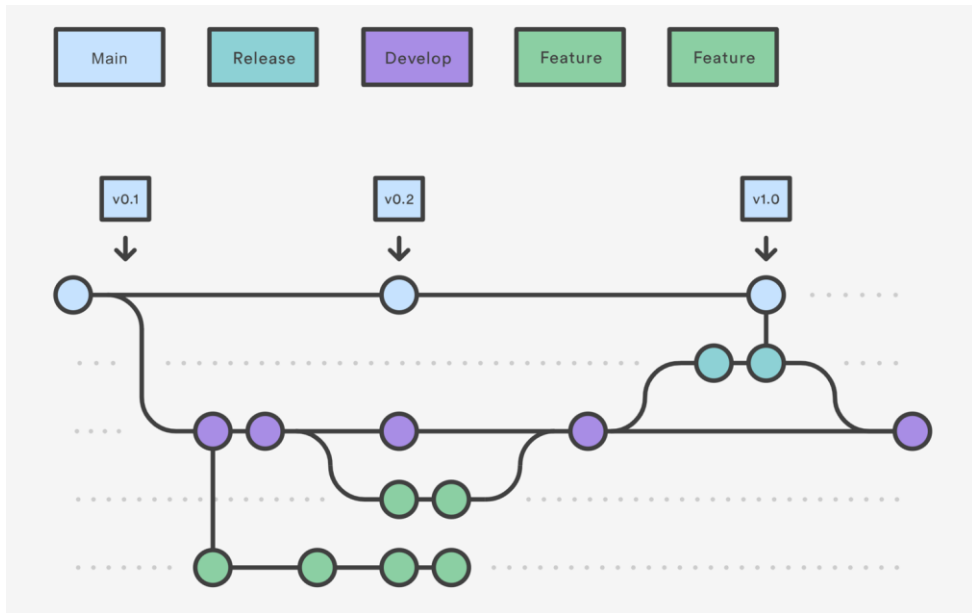 Main
Release
Develop
Feature
Feature
v0.1
v0.2
v1.0